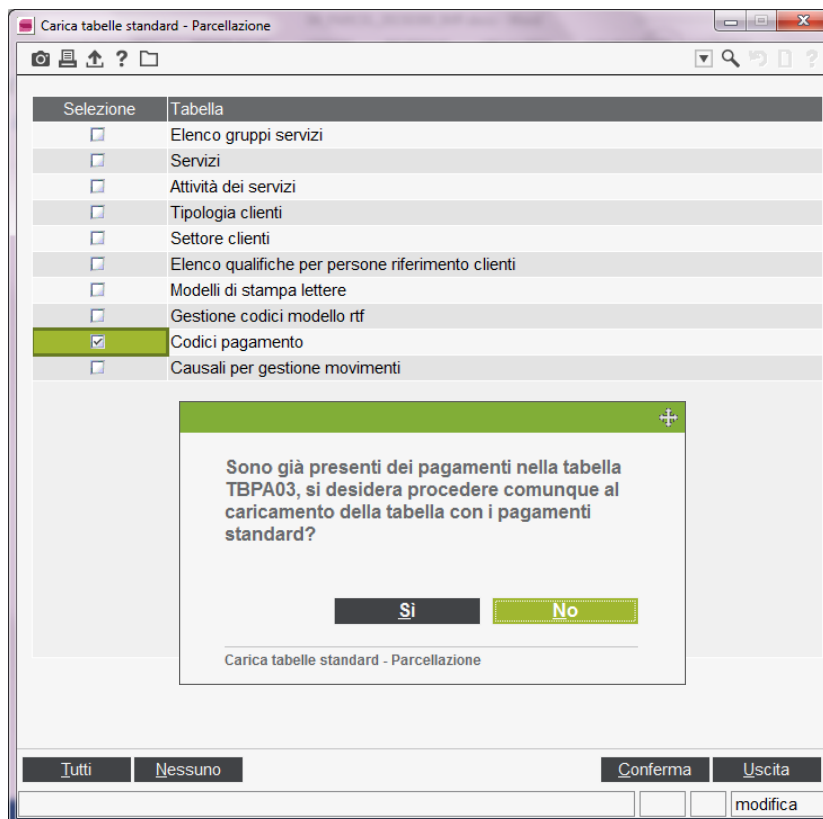 Carica tabelle standard - Parcellazione
Selezione Tabella
Elenco gruppi servizi
Servizi
Attività dei servizi
Tipologia clienti
Settore clienti
Elenco qualifiche per persone riferimento clienti
Modelli di stampa lettere
Gestione codici modello rtf
Codici pagamento
Causali per gestione movimenti
Sono già presenti dei pagamenti nella tabella
TBPA03, si desidera procedere comunque al
caricamento della tabella con i pagamenti
standard?
Sì No
Carica tabelle standard - Parcellazione
Tutti Nessuno Conferma Uscita
modifica